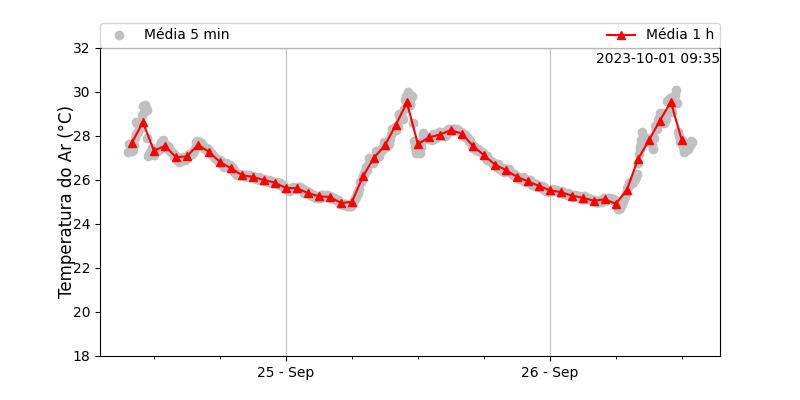 Média 5 min
Média 1 h
2023-10-01 09:35
Temperatura do Ar (°C)
32
30
28
26
24
22
20
18
25 - Sep
26 - Sep